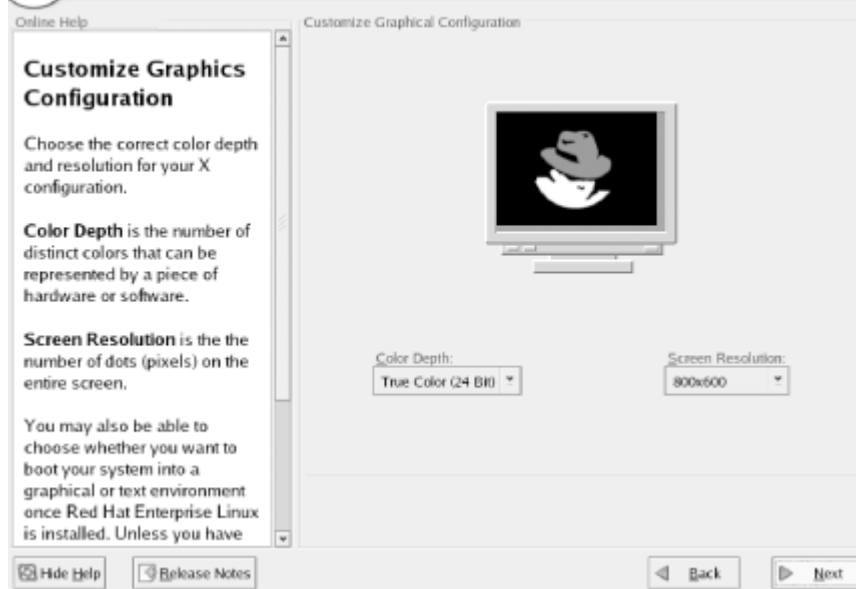 Online Help
Customize Graphics
Configuration
Choose the correct color depth
and resolution for your X
configuration.
Color Depth is the number of
distinct colors that can be
represented by a piece of
hardware or software.
Screen Resolution is the the
number of dots (pixels) on the
entire screen.
You may also be able to
choose whether you want to
boot your system into a
graphical or text environment
once Red Hat Enterprise Linux
is installed. Unless you have
Customize Graphical Configuration
Color Depth:
True Color (24 Bit)
Screen Resolution:
800x600
Hide Help
Release Notes
Back
Next